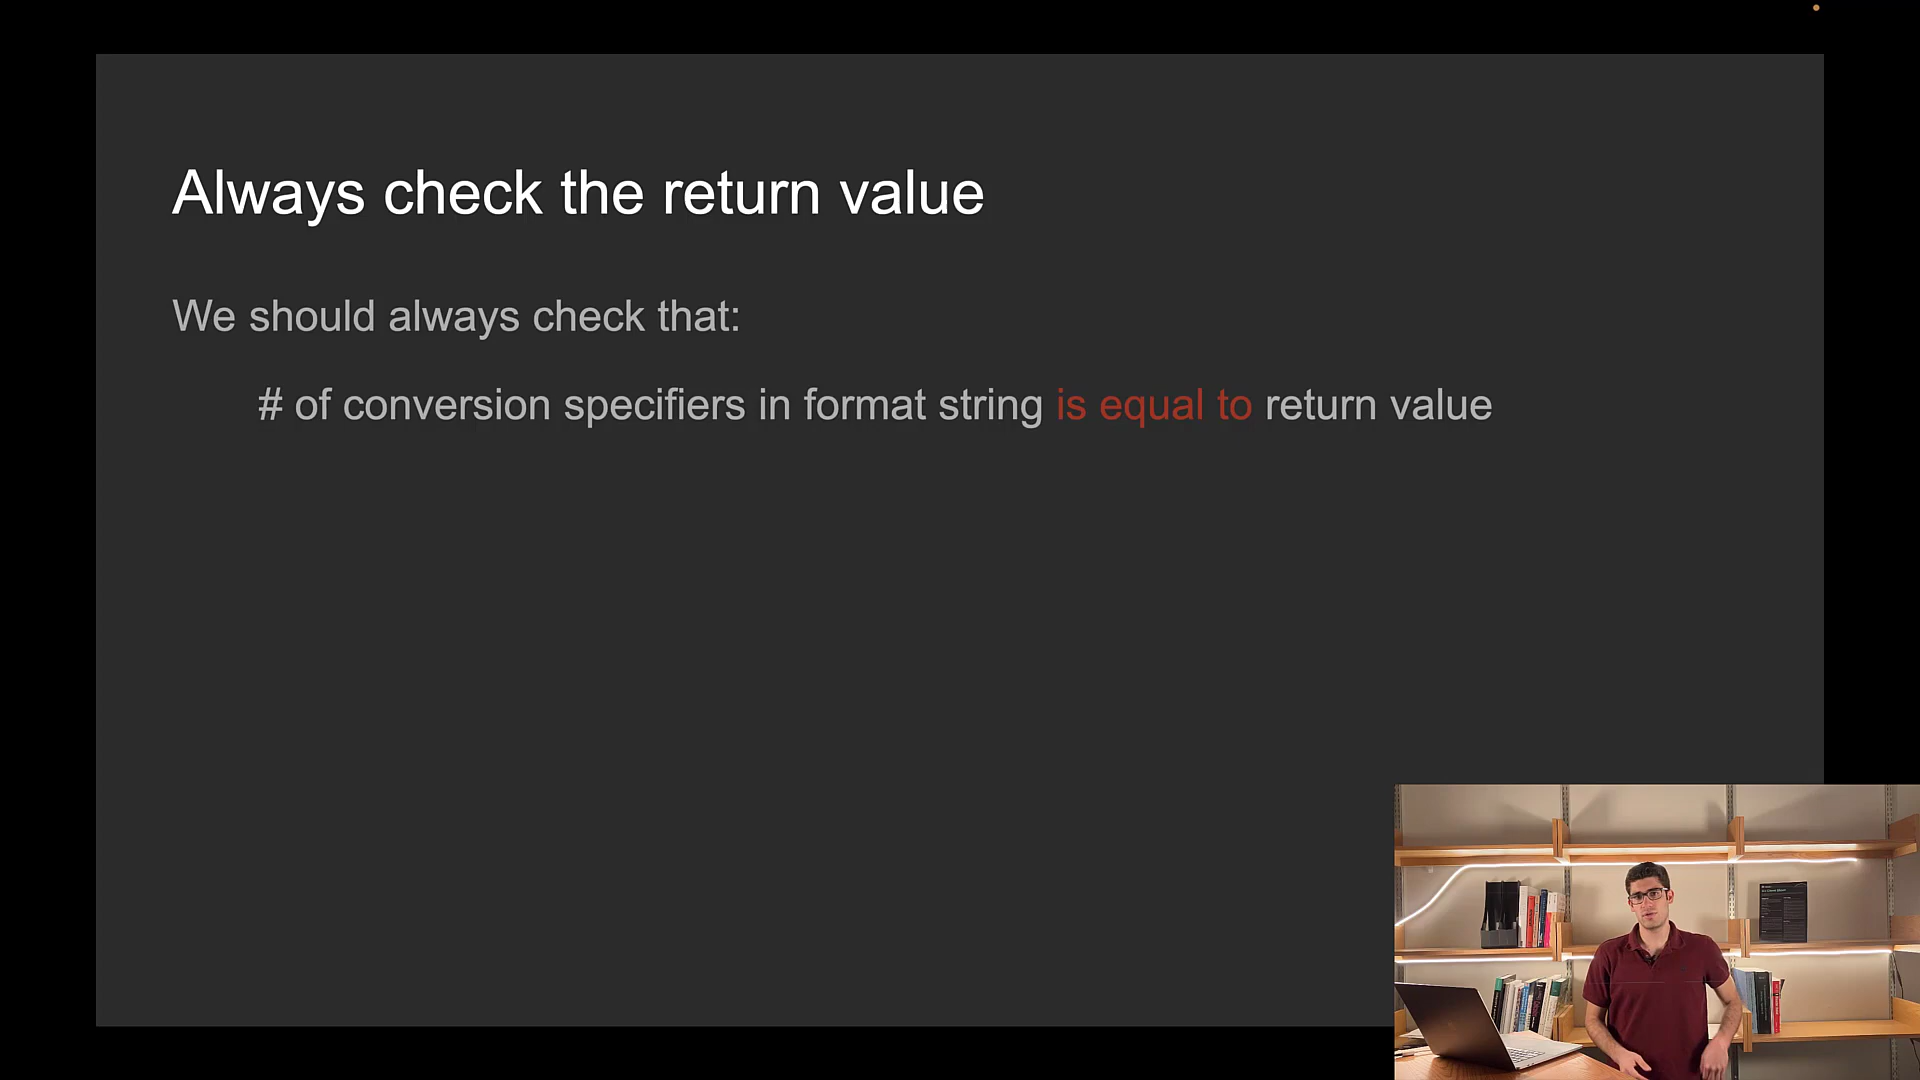 Always check the return value
We should always check that:
# of conversion specifiers in format string is equal to return value